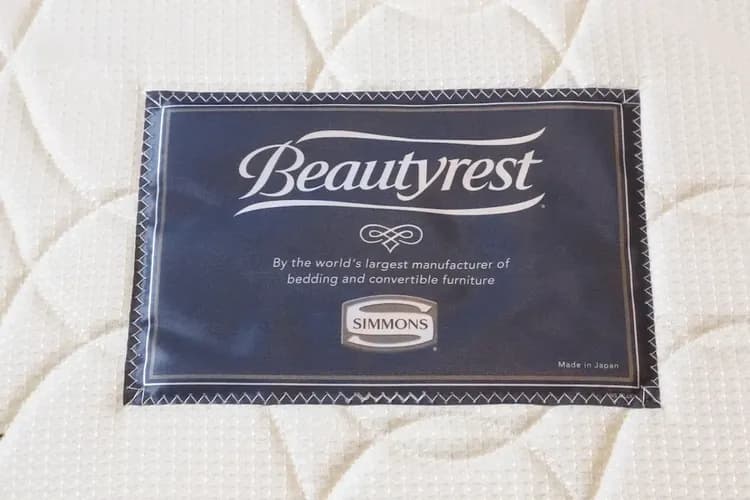 Beautyrest
By the world's largest manufacturer of
bedding and convertible furniture
SIMMONS
Made in Japan